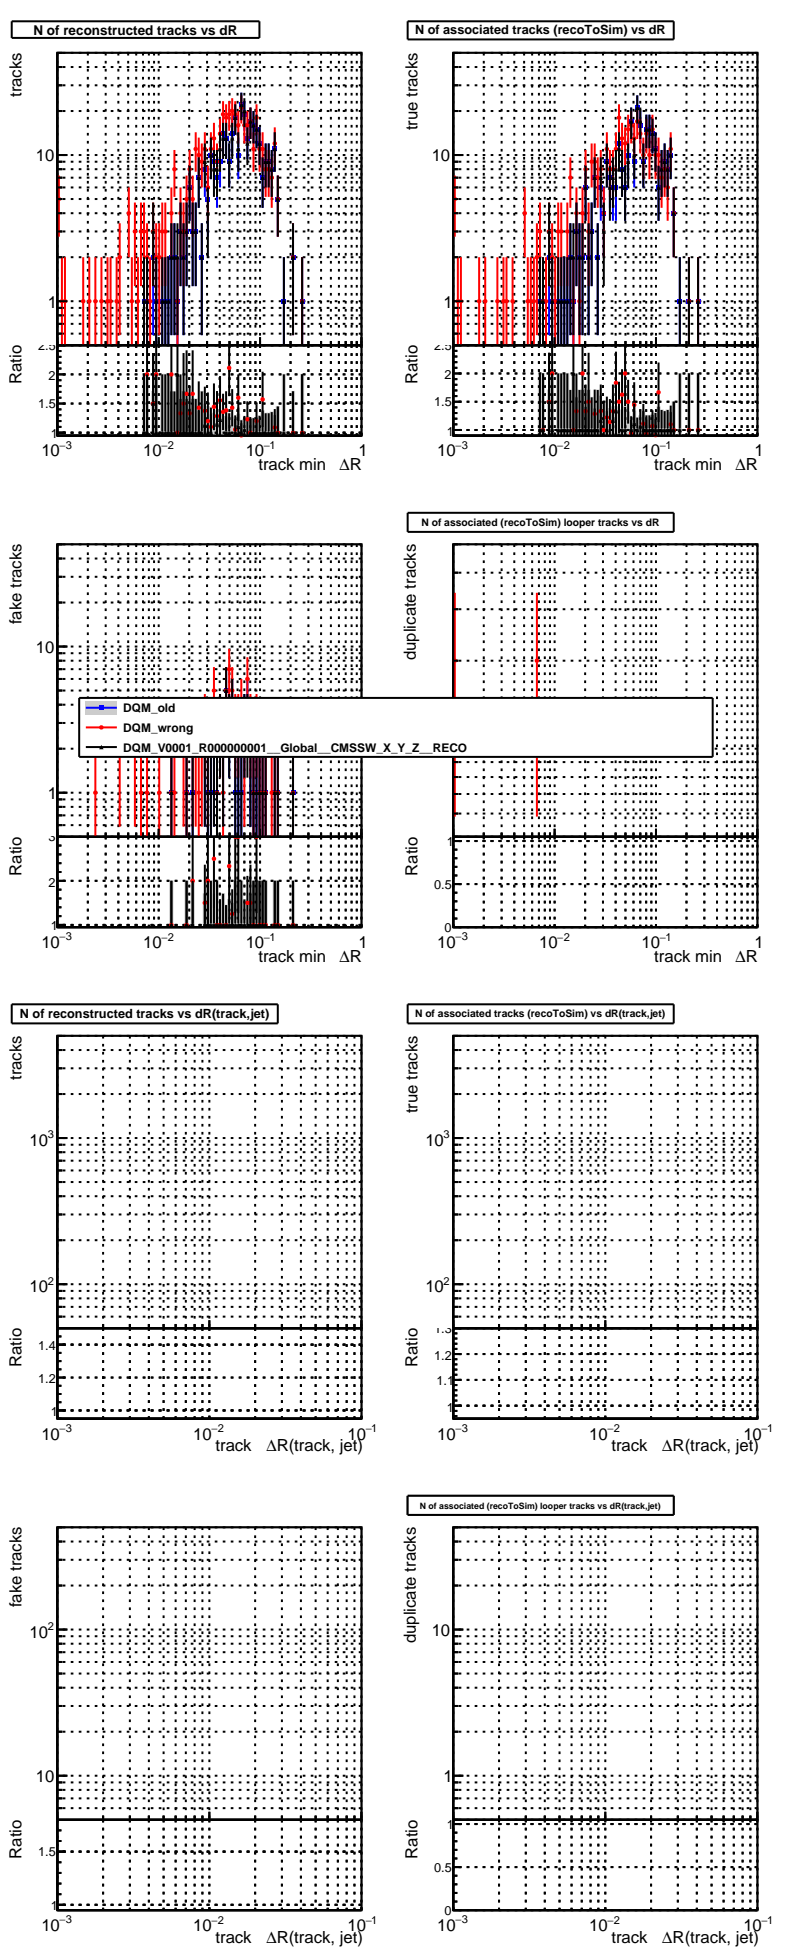 N of reconstructed tracks vs dR
tracks
10
1
Ratio
2.5
2
1.5
1
10⁻³ 10⁻² 10⁻¹ 1
track min ΔR
N of associated tracks (recoToSim) vs dR
true tracks
10
1
Ratio
2.5
2
1.5
1
10⁻³ 10⁻² 10⁻¹ 1
track min ΔR
fake tracks
10
1
Ratio
3
2
1
10⁻³ 10⁻² 10⁻¹ 1
track min ΔR
N of associated (recoToSim) looper tracks vs dR
duplicate tracks
Ratio
1
0.5
0
10⁻³ 10⁻² 10⁻¹ 1
track min ΔR
DQM_old
DQM_wrong
DQM_V0001_R000000001__Global__CMSSW_X_Y_Z__RECO
N of reconstructed tracks vs dR(track,jet)
tracks
10³
10²
Ratio
1.4
1.2
1
10⁻³ 10⁻² 10⁻¹
track ΔR(track, jet)
N of associated tracks (recoToSim) vs dR(track,jet)
true tracks
10³
10²
Ratio
1.3
1.2
1.1
1
10⁻³ 10⁻² 10⁻¹
track ΔR(track, jet)
fake tracks
10²
10
Ratio
1.5
1
10⁻³ 10⁻² 10⁻¹
track ΔR(track, jet)
N of associated (recoToSim) looper tracks vs dR(track,jet)
duplicate tracks
10
1
Ratio
1
0.5
0
10⁻³ 10⁻² 10⁻¹
track ΔR(track, jet)